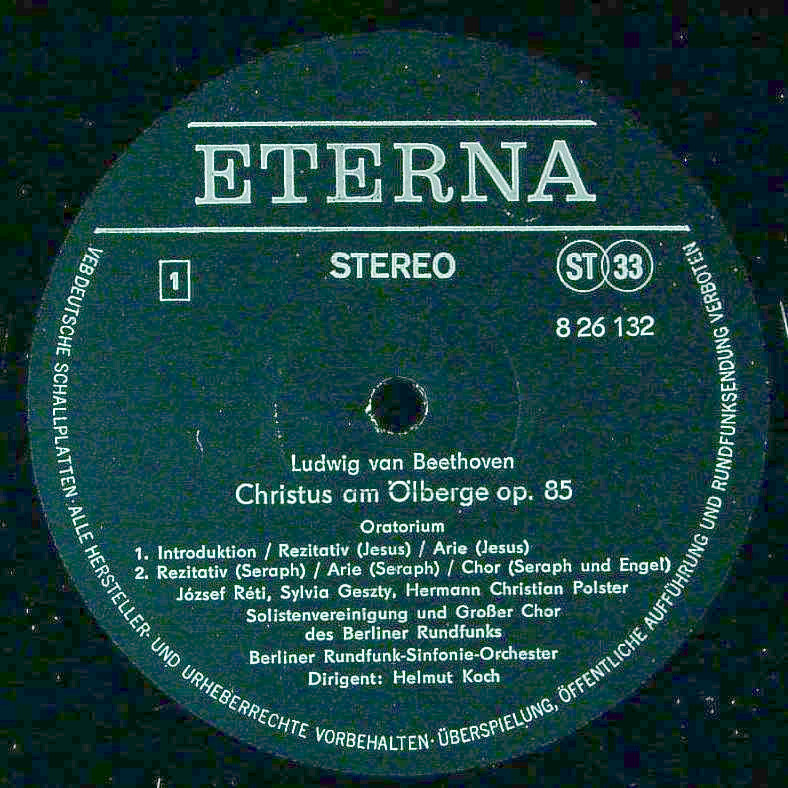 ETERNA
1
STEREO
ST 33
8 26 132
Ludwig van Beethoven
Christus am Ölberge op. 85
Oratorium
1. Introduktion / Rezitativ (Jesus) / Arie (Jesus)
2. Rezitativ (Seraph) / Arie (Seraph) / Chor (Seraph und Engel)
József Réti, Sylvia Geszty, Hermann Christian Polster
Solistenvereinigung und Großer Chor
des Berliner Rundfunks
Berliner Rundfunk-Sinfonie-Orchester
Dirigent: Helmut Koch
VEB DEUTSCHE SCHALLPLATTEN · ALLE HERSTELLER- UND URHEBERRECHTE VORBEHALTEN · ÜBERSPIELUNG, ÖFFENTLICHE AUFFÜHRUNG UND RUNDFUNKSENDUNG VERBOTEN